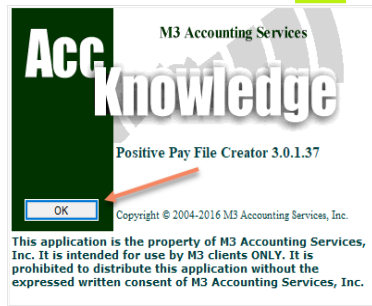 M3 Accounting Services
Acc
Knowledge
Positive Pay File Creator 3.0.1.37
OK
Copyright © 2004-2016 M3 Accounting Services, Inc.
This application is the property of M3 Accounting Services,
Inc. It is intended for use by M3 clients ONLY. It is
prohibited to distribute this application without the
expressed written consent of M3 Accounting Services, Inc.